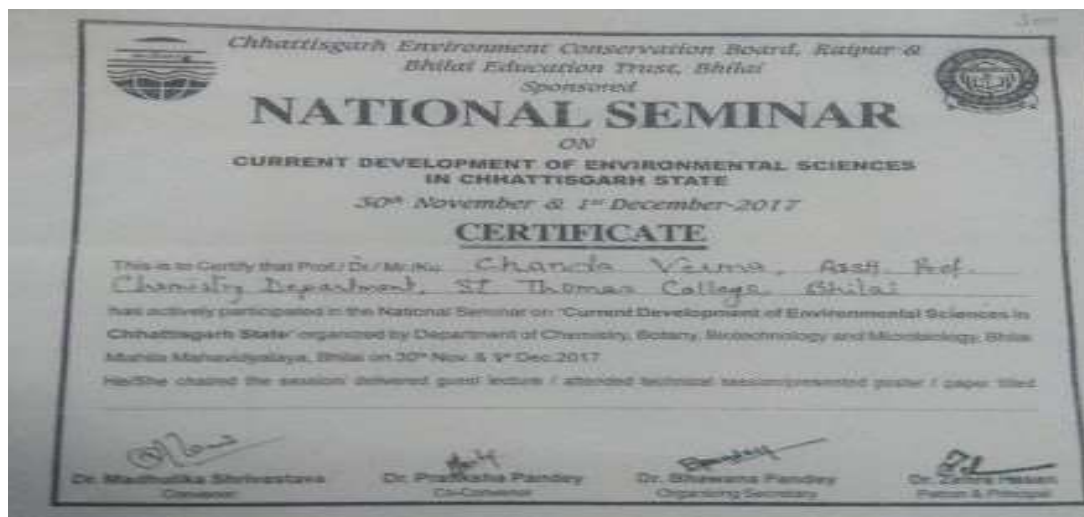 Chhattisgarh Environment Conservation Board, Raipur &
Bhilai Education Trust, Bhilai
Sponsored
NATIONAL SEMINAR
ON
CURRENT DEVELOPMENT OF ENVIRONMENTAL SCIENCES
IN CHHATTISGARH STATE
30th November & 1st December-2017
CERTIFICATE
This is to Certify that Prof./ Dr./ Mr./Ku. Chanda Verma, Asstt. Prof.
Chemistry Department, ST Thomas College, Bhilai
has actively participated in the National Seminar on "Current Development of Environmental Sciences in
Chhattisgarh State" organized by Department of Chemistry, Botany, Biotechnology and Microbiology, Bhilai
Mahila Mahavidyalaya, Bhilai on 30th Nov. & 1st Dec.2017
He/She chaired the session/ delivered guest lecture / attended technical session/presented poster / paper titled
Dr. Madhulika Shrivastava Dr. Pratiksha Pandey Dr. Bhawana Pandey Dr. Zehra Hasan
Convenor Co-Convenor Organizing Secretary Patron & Principal